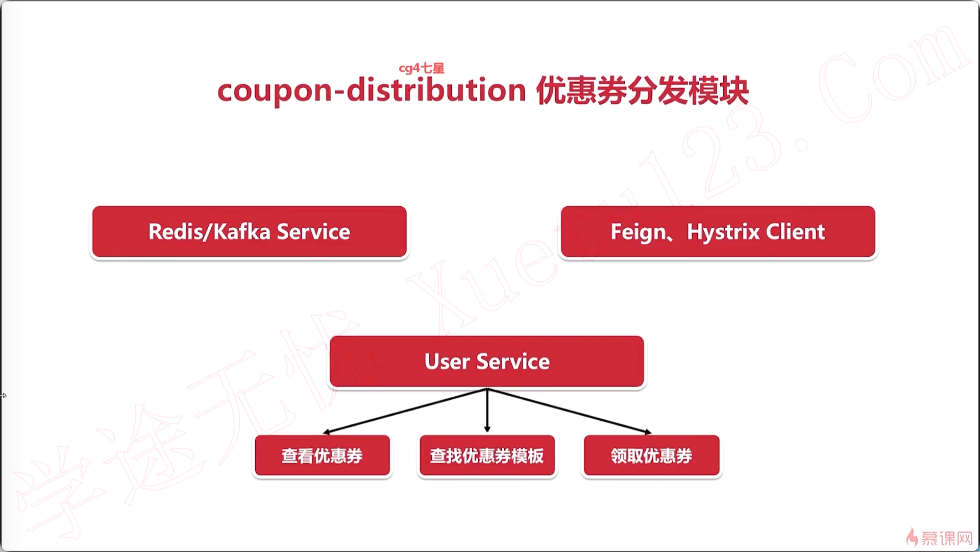 cg4七星
coupon-distribution 优惠券分发模块
Redis/Kafka Service
Feign、Hystrix Client
User Service
查看优惠券
查找优惠券模板
领取优惠券
学途无忧 Xuetu123.Com
慕课网